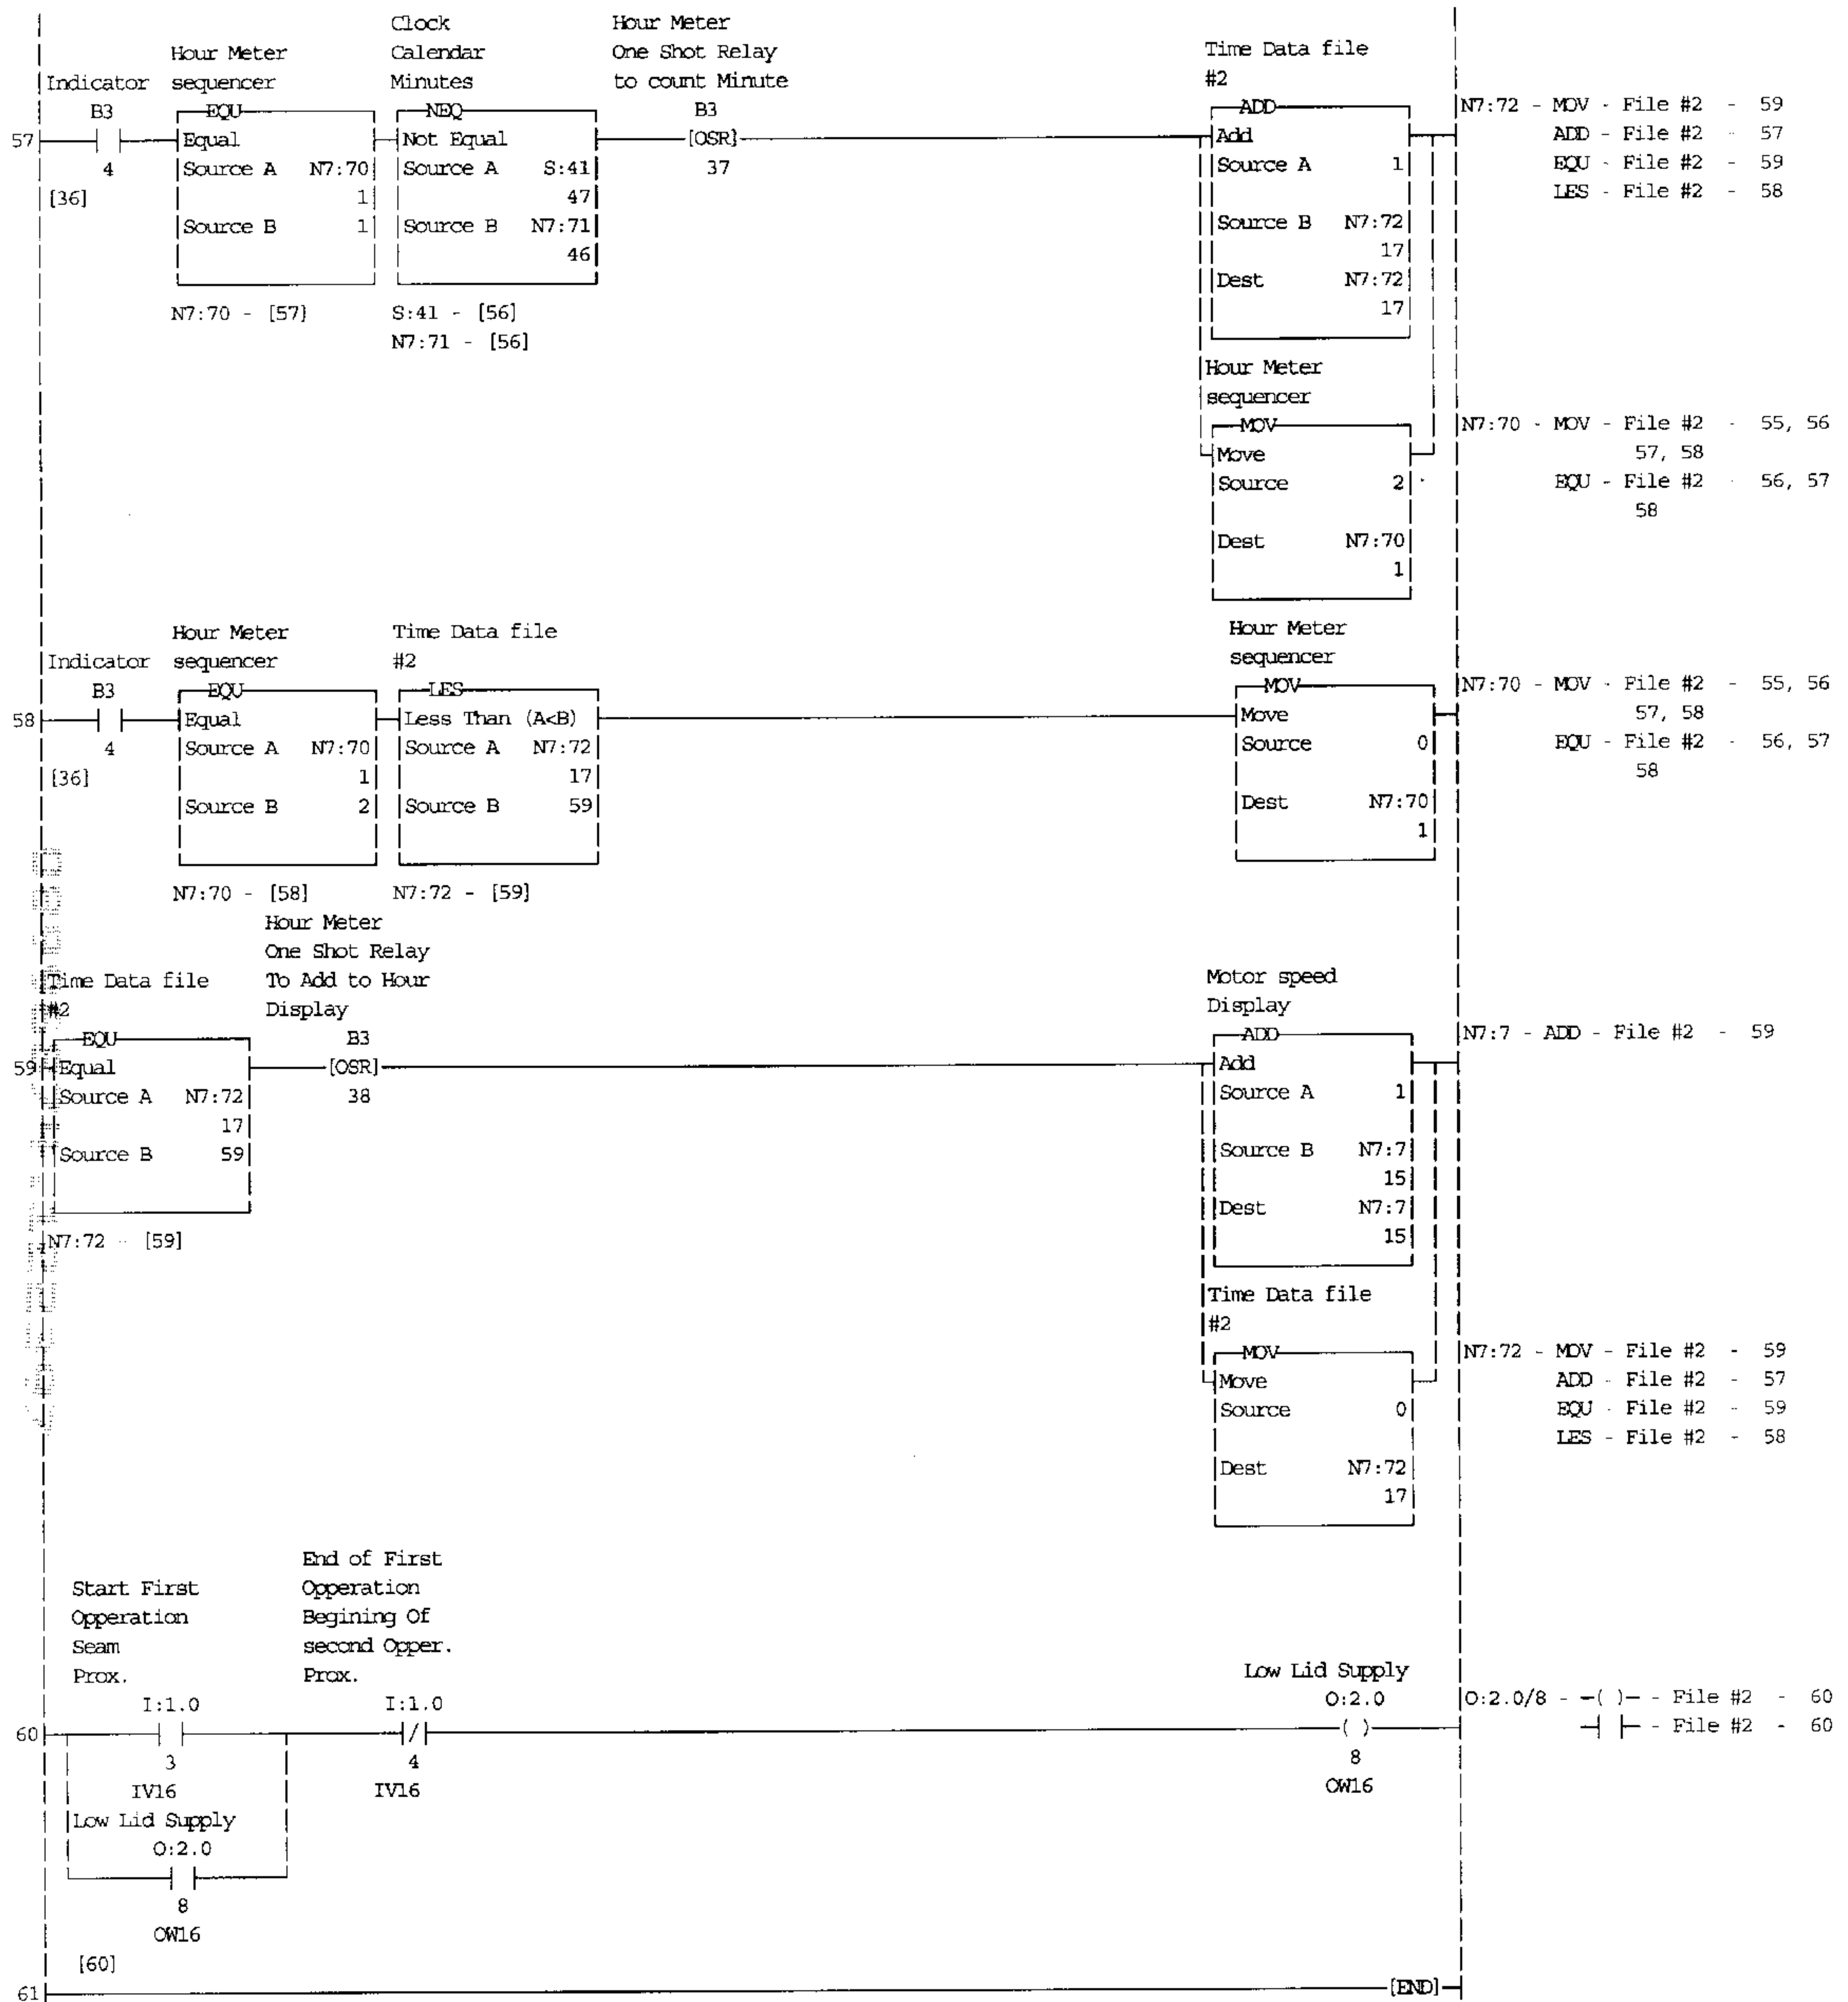 Clock Hour Meter
Hour Meter Calendar One Shot Relay Time Data file
Indicator sequencer Minutes to count Minute #2
B3 EQU NEQ B3 ADD N7:72 - MOV - File #2 - 59
57 Equal Not Equal [OSR] Add ADD - File #2 - 57
4 Source A N7:70 Source A S:41 37 Source A 1 EQU - File #2 - 59
[36] 1 47 LES - File #2 - 58
Source B 1 Source B N7:71 Source B N7:72
46 17
Dest N7:72
N7:70 - [57] S:41 - [56] 17
N7:71 - [56]
Hour Meter
sequencer
MOV N7:70 - MOV - File #2 - 55, 56
Move 57, 58
Source 2 EQU - File #2 - 56, 57
58
Dest N7:70
1
Hour Meter Time Data file Hour Meter
Indicator sequencer #2 sequencer
B3 EQU LES MOV N7:70 - MOV - File #2 - 55, 56
58 Equal Less Than (A<B) Move 57, 58
4 Source A N7:70 Source A N7:72 Source 0 EQU - File #2 - 56, 57
[36] 1 17 58
Source B 2 Source B 59 Dest N7:70
1
N7:70 - [58] N7:72 - [59]
Hour Meter
One Shot Relay
Time Data file To Add to Hour Motor speed
#2 Display Display
EQU B3 ADD N7:7 - ADD - File #2 - 59
59 Equal [OSR] Add
Source A N7:72 38 Source A 1
17
Source B 59 Source B N7:7
15
Dest N7:7
N7:72 - [59] 15
Time Data file
#2
MOV N7:72 - MOV - File #2 - 59
Move ADD - File #2 - 57
Source 0 EQU - File #2 - 59
LES - File #2 - 58
Dest N7:72
17
End of First
Start First Opperation
Opperation Begining Of
Seam second Opper.
Prox. Prox. Low Lid Supply
I:1.0 I:1.0 O:2.0 O:2.0/8 - -( )- - File #2 - 60
60 ] [ ]/[ ( ) -| |- - File #2 - 60
3 4 8
IV16 IV16 OW16
Low Lid Supply
O:2.0
8
OW16
[60]
61 [END]